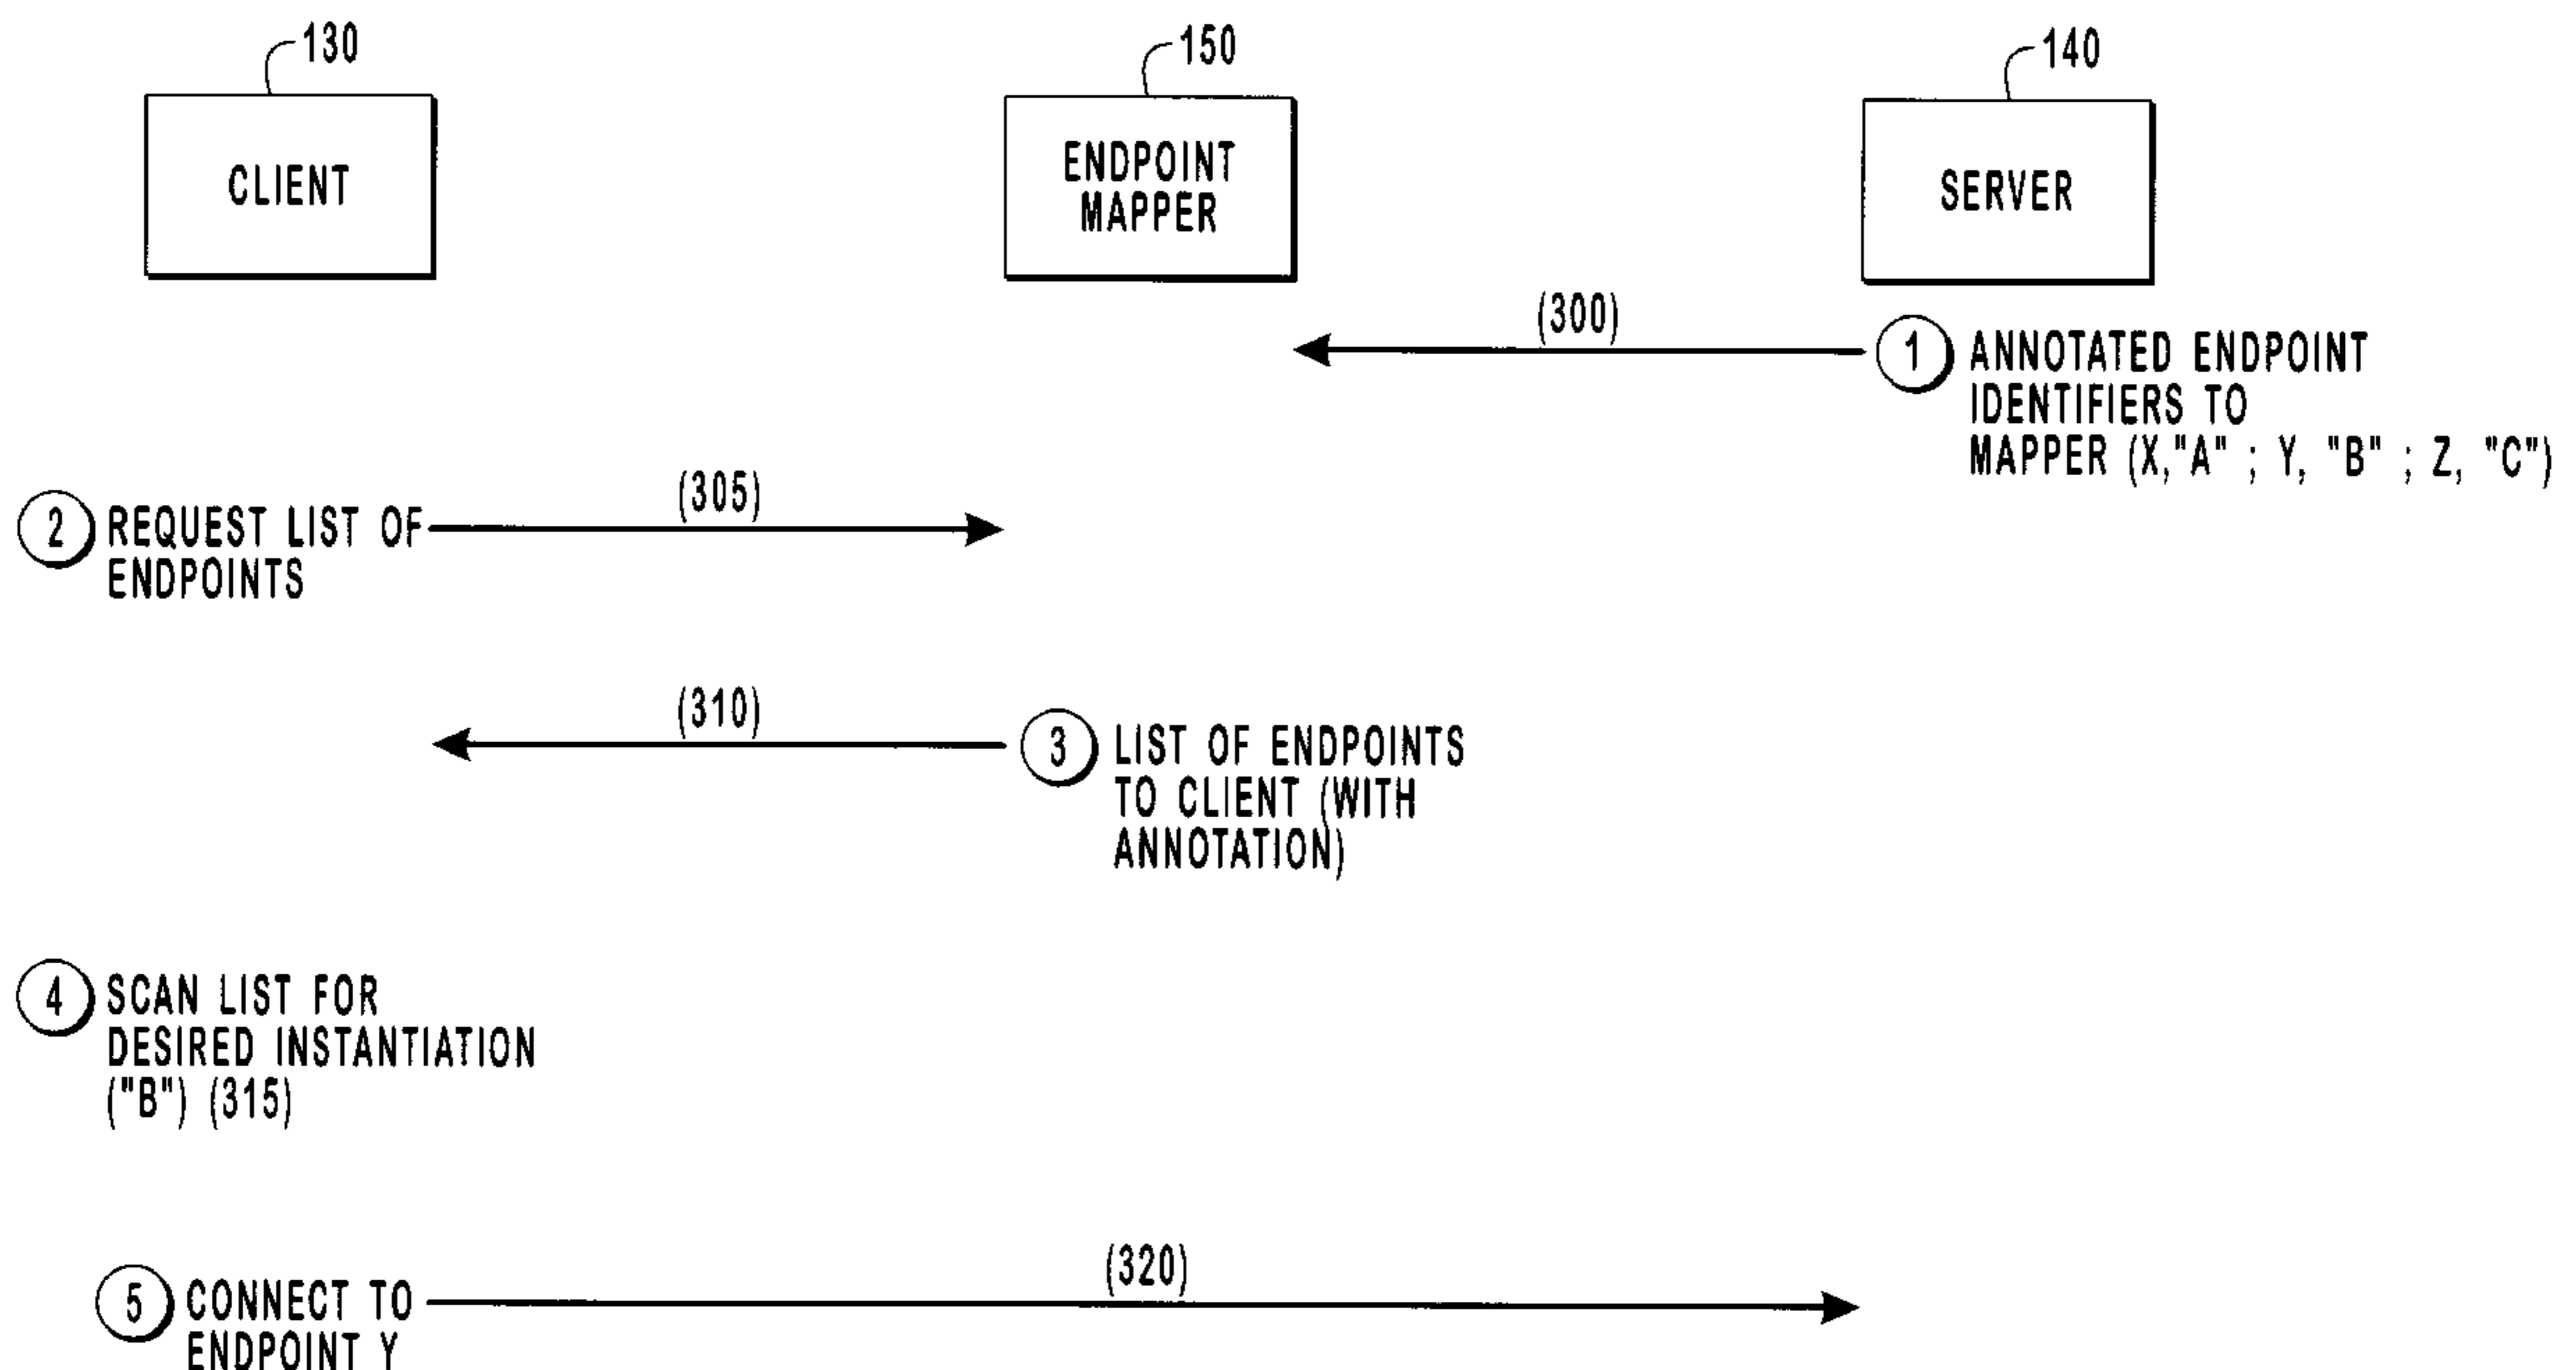 130
150
140
CLIENT
ENDPOINT
MAPPER
SERVER
(300)
1 ANNOTATED ENDPOINT
IDENTIFIERS TO
MAPPER (X,"A" ; Y, "B" ; Z, "C")
2 REQUEST LIST OF
ENDPOINTS
(305)
(310)
3 LIST OF ENDPOINTS
TO CLIENT (WITH
ANNOTATION)
4 SCAN LIST FOR
DESIRED INSTANTIATION
("B") (315)
5 CONNECT TO
ENDPOINT Y
(320)